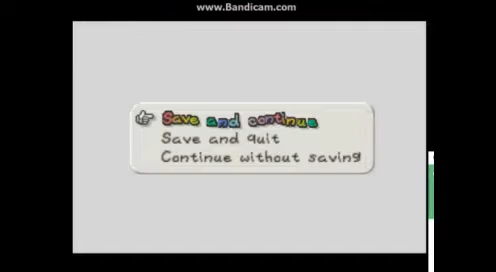 www.Bandicam.com
Save and continue
Save and quit
Continue without saving